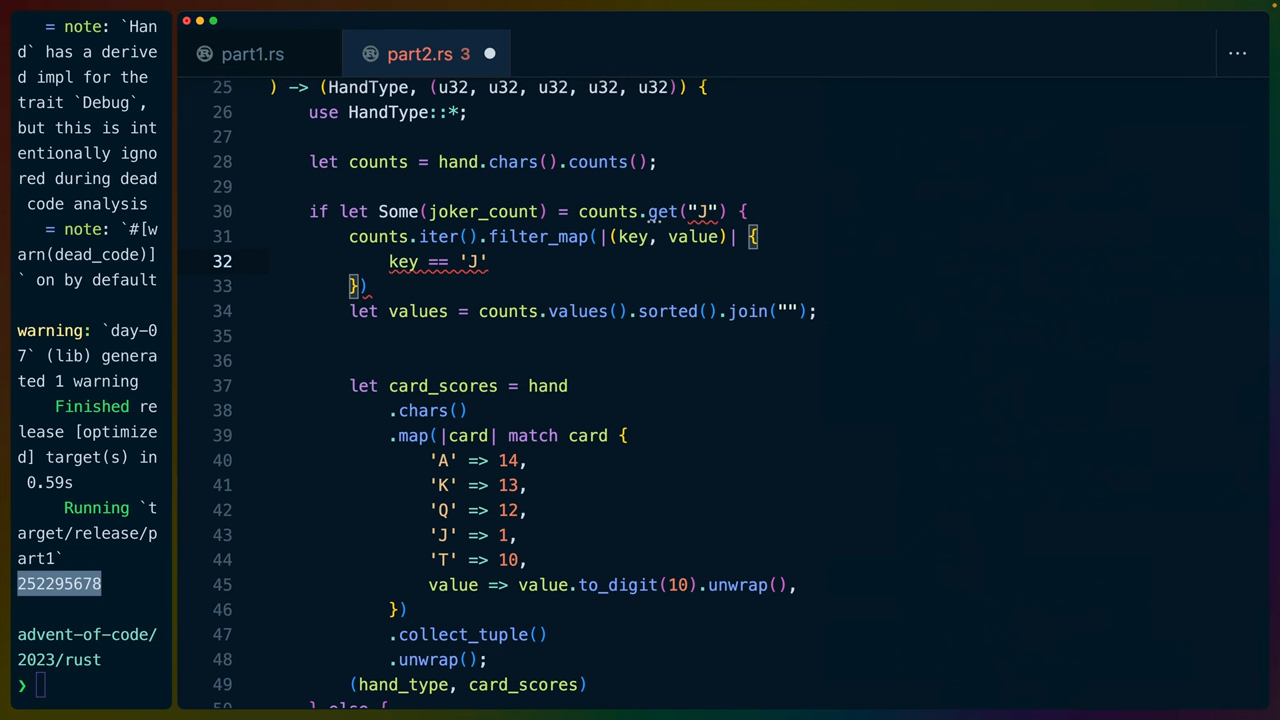 = note: `Han
d` has a derive
d impl for the
trait `Debug`,
but this is int
entionally igno
red during dead
code analysis
= note: `#[w
arn(dead_code)]
` on by default
warning: `day-0
7` (lib) genera
ted 1 warning
Finished re
lease [optimize
d] target(s) in
0.59s
Running `t
arget/release/p
art1`
252295678
advent-of-code/
2023/rust
❯
part1.rs
part2.rs 3
25 ) -> (HandType, (u32, u32, u32, u32, u32)) {
26 use HandType::*;
27
28 let counts = hand.chars().counts();
29
30 if let Some(joker_count) = counts.get("J") {
31 counts.iter().filter_map(|(key, value)| {
32 key == 'J'
33 })
34 let values = counts.values().sorted().join("");
35
36
37 let card_scores = hand
38 .chars()
39 .map(|card| match card {
40 'A' => 14,
41 'K' => 13,
42 'Q' => 12,
43 'J' => 1,
44 'T' => 10,
45 value => value.to_digit(10).unwrap(),
46 })
47 .collect_tuple()
48 .unwrap();
49 (hand_type, card_scores)
50 } else {